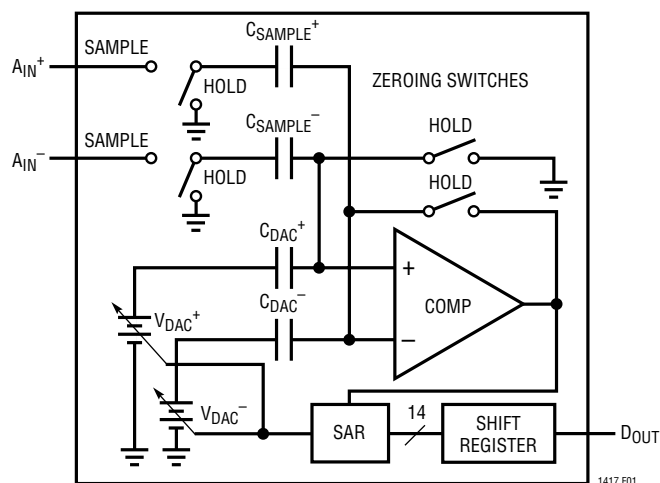 C_SAMPLE⁺
SAMPLE
A_IN⁺
ZEROING SWITCHES
HOLD
C_SAMPLE⁻
SAMPLE
HOLD
A_IN⁻
HOLD
HOLD
C_DAC⁺
+
COMP
C_DAC⁻
V_DAC⁺
–
14
V_DAC⁻
SAR
SHIFT
REGISTER
D_OUT
1417 F01